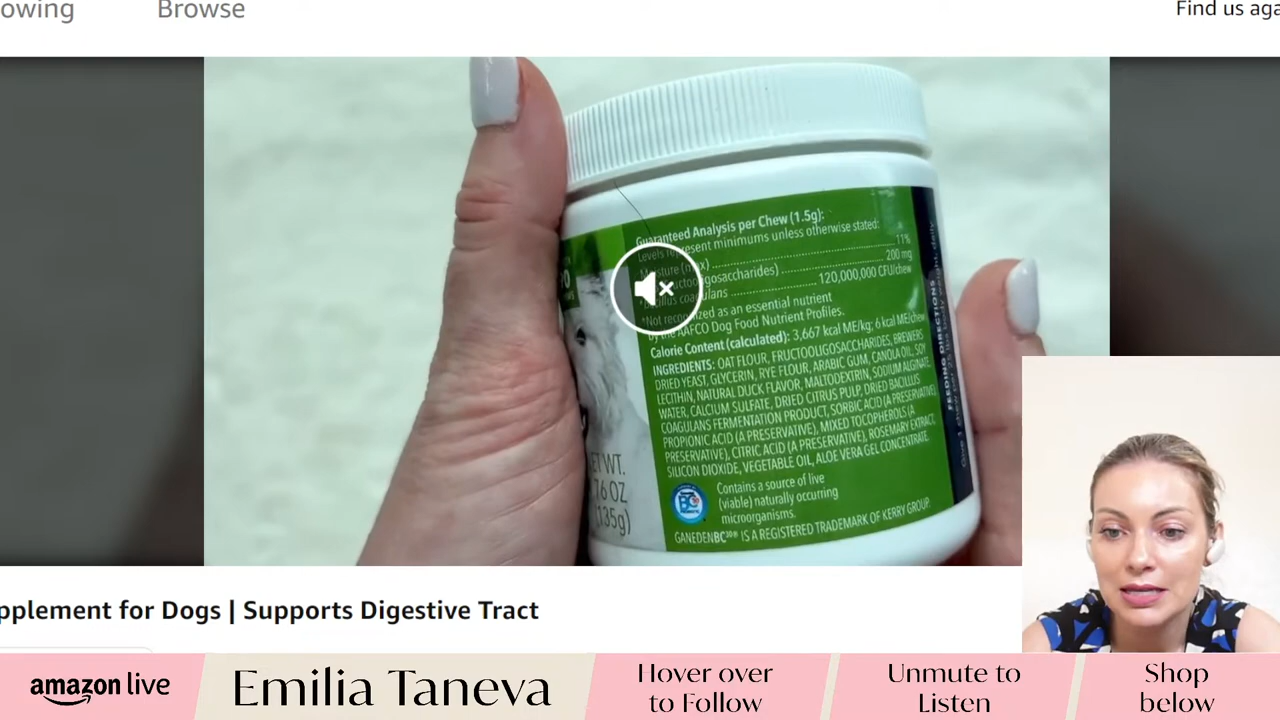 owing
Browse
Find us aga
Guaranteed Analysis per Chew (1.5g):
Levels represent minimums unless otherwise stated:
11%
200 mg
120,000,000 CFU/chew
*Not recognized as an essential nutrient
by the AAFCO Dog Food Nutrient Profiles.
Calorie Content (calculated): 3,667 kcal ME/kg; 6 kcal ME/chew
INGREDIENTS: OAT FLOUR, FRUCTOOLIGOSACCHARIDES, BREWERS
DRIED YEAST, GLYCERIN, RYE FLOUR, ARABIC GUM, CANOLA OIL, SOY
LECITHIN, NATURAL DUCK FLAVOR, MALTODEXTRIN, SODIUM ALGINATE,
WATER, CALCIUM SULFATE, DRIED CITRUS PULP, DRIED BACILLUS
COAGULANS FERMENTATION PRODUCT, SORBIC ACID (A PRESERVATIVE),
PROPIONIC ACID (A PRESERVATIVE), MIXED TOCOPHEROLS (A
PRESERVATIVE), CITRIC ACID (A PRESERVATIVE), ROSEMARY EXTRACT,
SILICON DIOXIDE, VEGETABLE OIL, ALOE VERA GEL CONCENTRATE.
Contains a source of live
(viable) naturally occurring
microorganisms.
GANEDENBC30® IS A REGISTERED TRADEMARK OF KERRY GROUP.
BC
ET WT.
76 OZ
(135g)
FEEDING DIRECTIONS
pplement for Dogs | Supports Digestive Tract
amazon live
Emilia Taneva
Hover over
to Follow
Unmute to
Listen
Shop
below